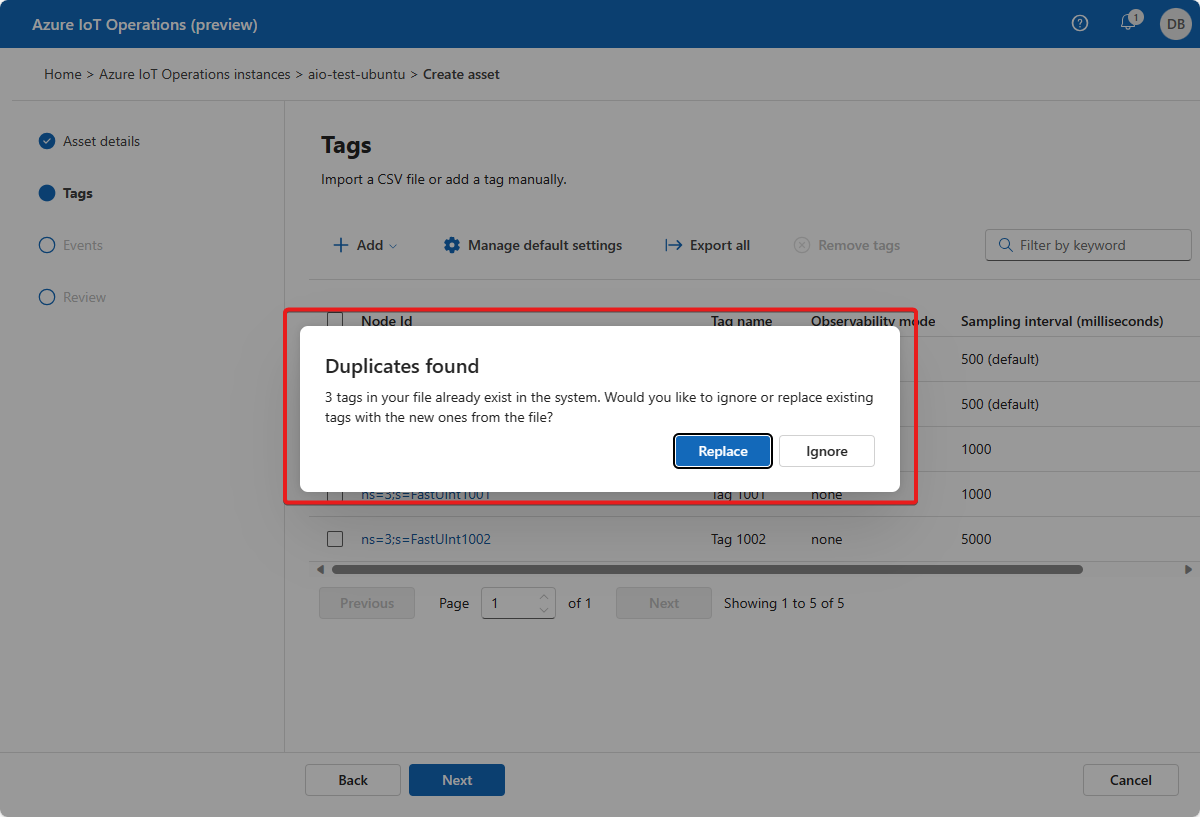 Azure IoT Operations (preview)
1
DB
Home > Azure IoT Operations instances > aio-test-ubuntu > Create asset
Asset details
Tags
Events
Review
Tags
Import a CSV file or add a tag manually.
Add
Manage default settings
Export all
Remove tags
Filter by keyword
Node Id Tag name Observability mode Sampling interval (milliseconds)
500 (default)
500 (default)
1000
Duplicates found
3 tags in your file already exist in the system. Would you like to ignore or replace existing
tags with the new ones from the file?
Replace Ignore
ns=3;s=FastUInt1001 Tag 1001 none 1000
ns=3;s=FastUInt1002 Tag 1002 none 5000
Previous Page 1 of 1 Next Showing 1 to 5 of 5
Back Next Cancel